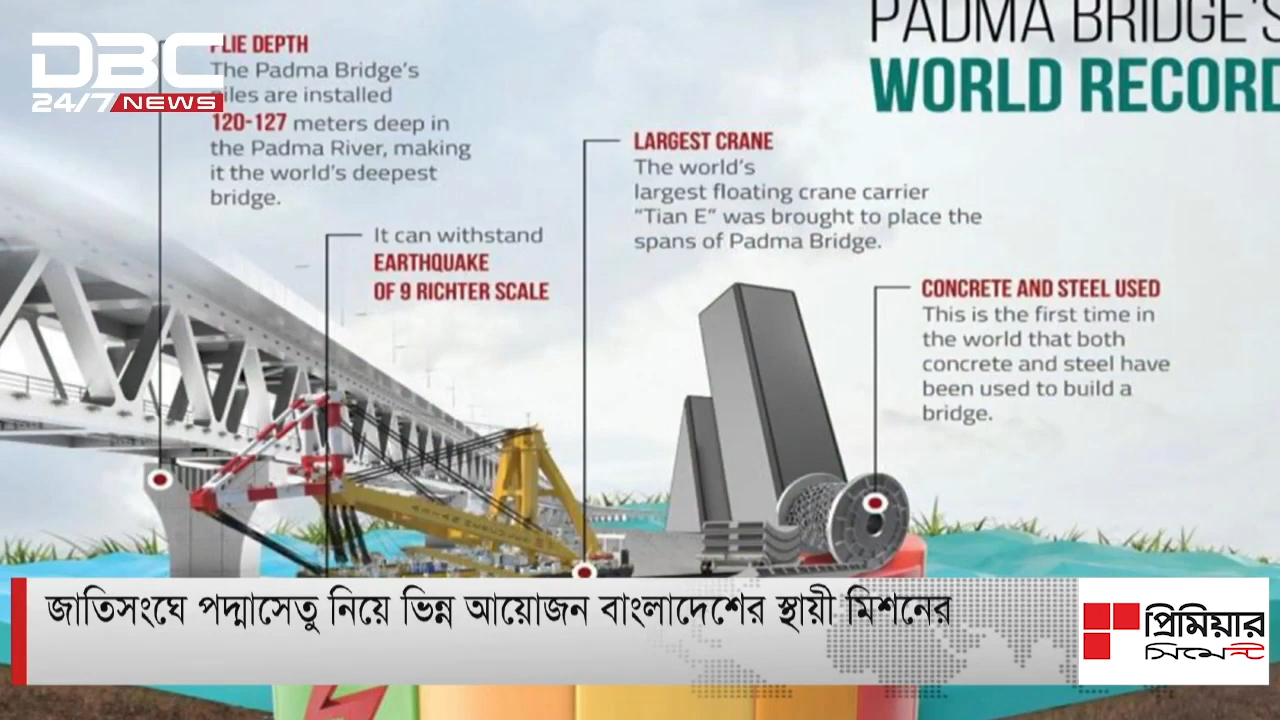 PADMA BRIDGE'S
WORLD RECORD
DBC
24/7 NEWS
PLIE DEPTH
The Padma Bridge's
piles are installed
120-127 meters deep in
the Padma River, making
it the world's deepest
bridge.
It can withstand
EARTHQUAKE
OF 9 RICHTER SCALE
LARGEST CRANE
The world's
largest floating crane carrier
"Tian E" was brought to place the
spans of Padma Bridge.
CONCRETE AND STEEL USED
This is the first time in
the world that both
concrete and steel have
been used to build a
bridge.
জাতিসংঘে পদ্মাসেতু নিয়ে ভিন্ন আয়োজন বাংলাদেশের স্থায়ী মিশনের
প্রিমিয়ার
সিমেন্ট